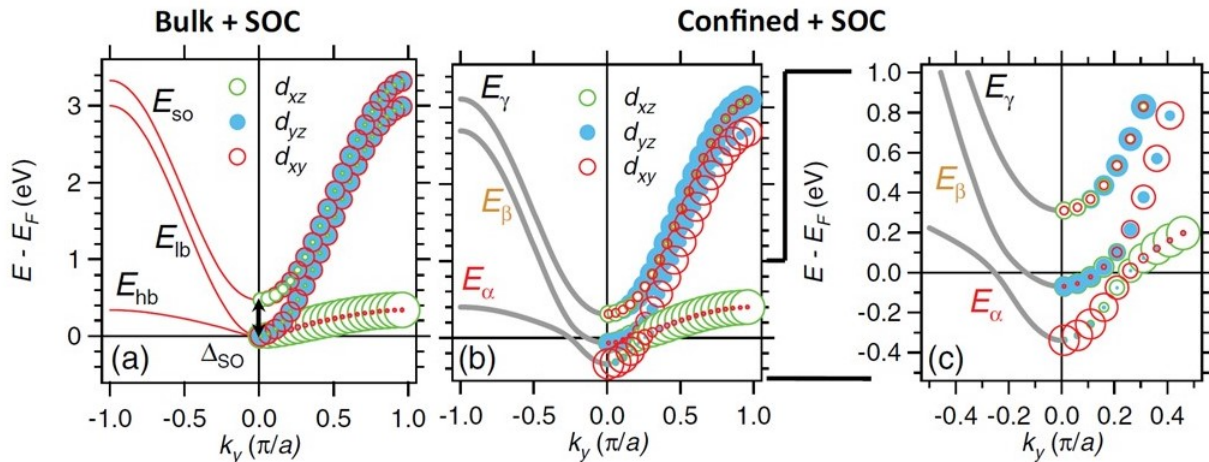 Bulk + SOC
Confined + SOC
E - E_F (eV)
3
2
1
0
E_so
E_lb
E_hb
d_xz
d_yz
d_xy
Δ_SO
(a)
-1.0 -0.5 0.0 0.5 1.0
k_y (π/a)
E_γ
E_β
E_α
d_xz
d_yz
d_xy
(b)
-1.0 -0.5 0.0 0.5 1.0
k_y (π/a)
E - E_F (eV)
1.0
0.8
0.6
0.4
0.2
0.0
-0.2
-0.4
E_γ
E_β
E_α
(c)
-0.4 -0.2 0.0 0.2 0.4
k_y (π/a)